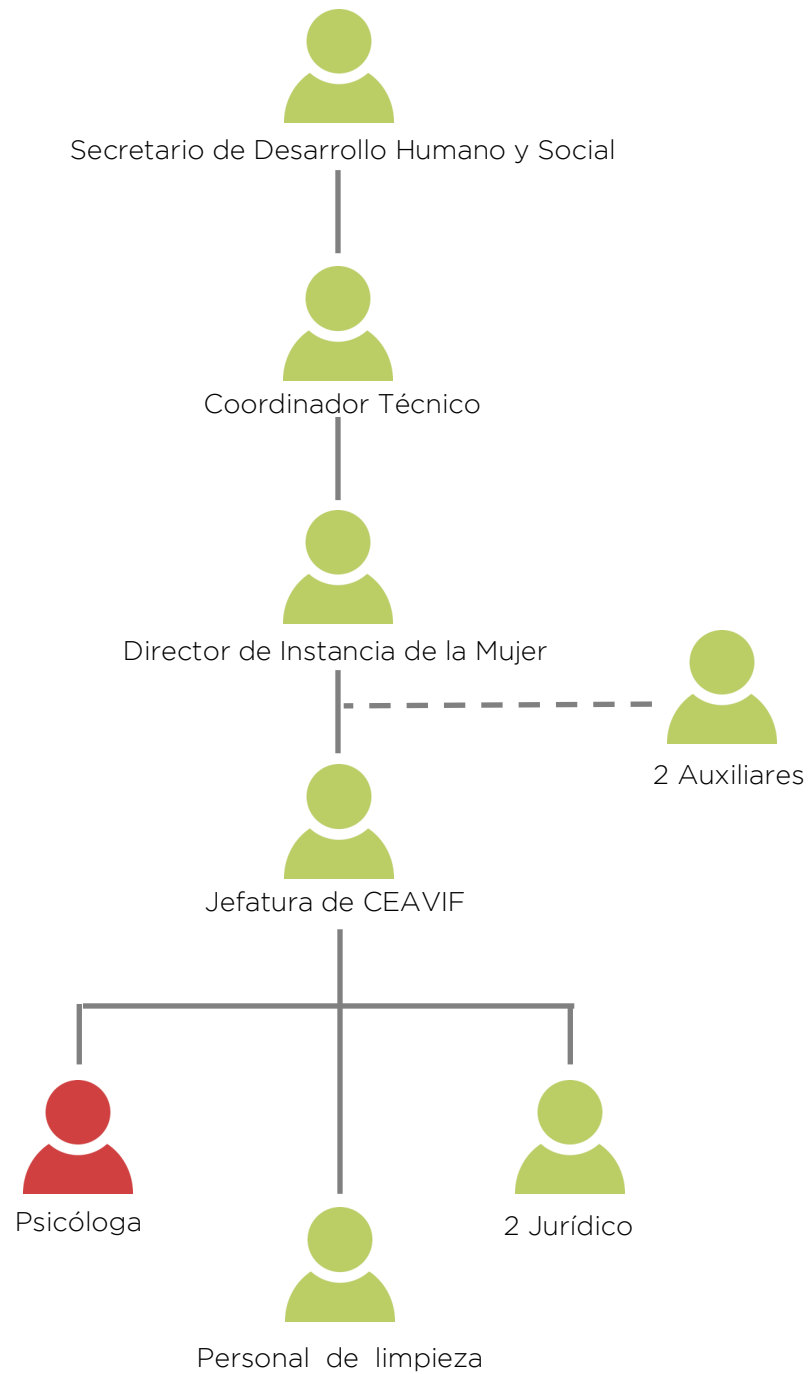 Secretario de Desarrollo Humano y Social
Coordinador Técnico
Director de Instancia de la Mujer
2 Auxiliares
Jefatura de CEAVIF
Psicóloga
2 Jurídico
Personal de limpieza